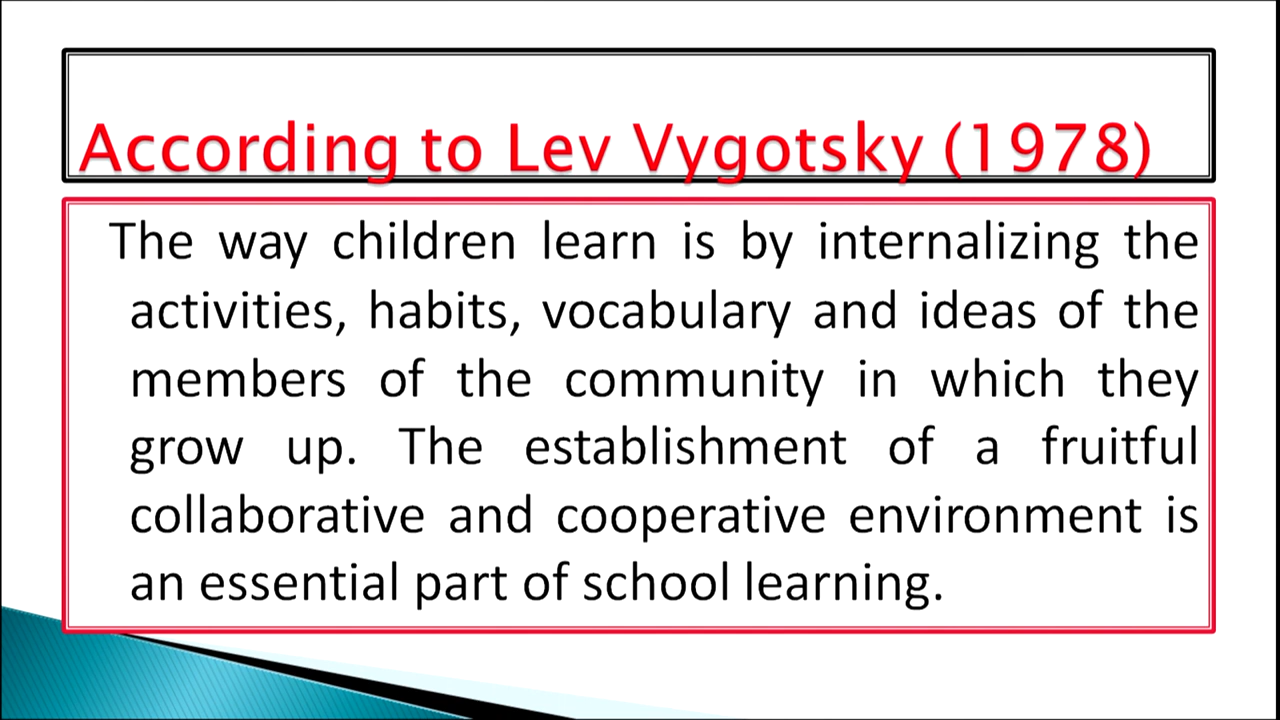 According to Lev Vygotsky (1978)
The way children learn is by internalizing the
activities, habits, vocabulary and ideas of the
members of the community in which they
grow up. The establishment of a fruitful
collaborative and cooperative environment is
an essential part of school learning.